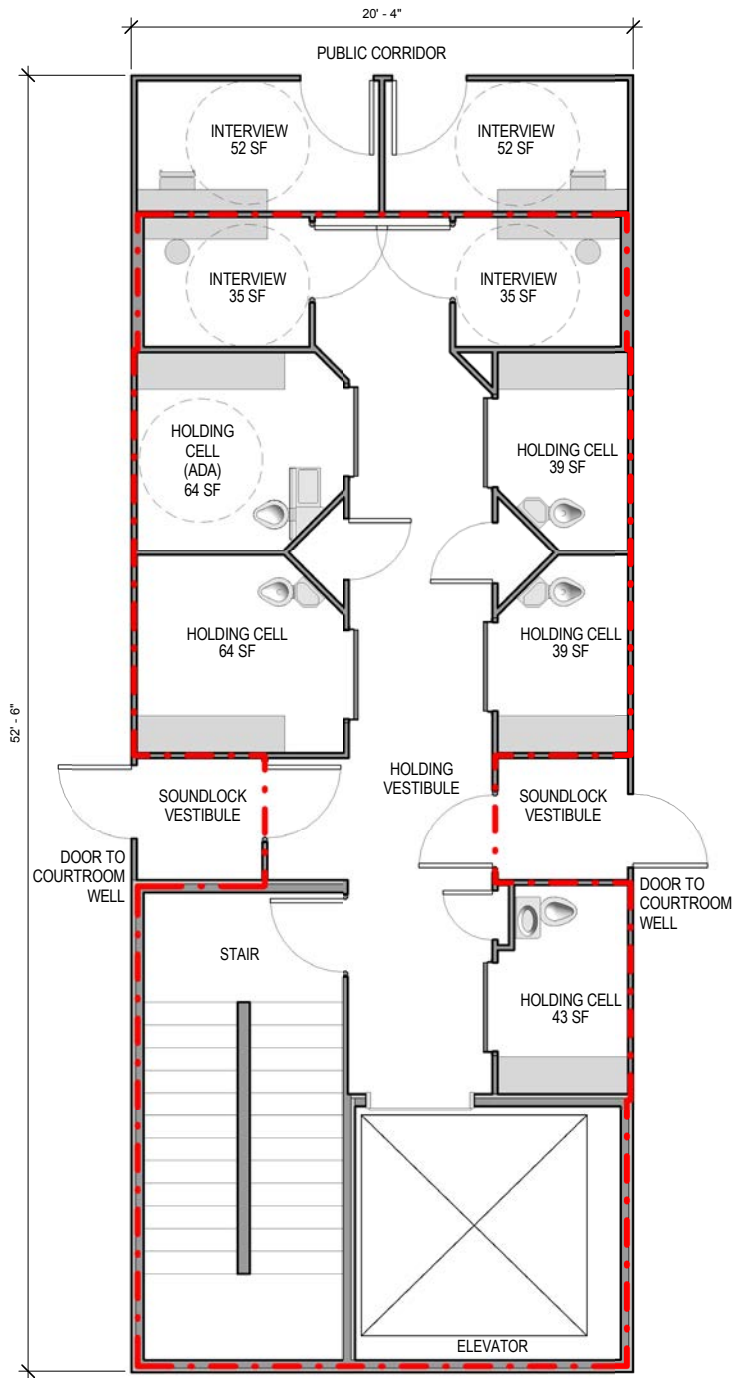 20' - 4"
PUBLIC CORRIDOR
INTERVIEW
52 SF
INTERVIEW
52 SF
INTERVIEW
35 SF
INTERVIEW
35 SF
HOLDING
CELL
(ADA)
64 SF
HOLDING CELL
39 SF
HOLDING CELL
64 SF
HOLDING CELL
39 SF
52' - 6"
SOUNDLOCK
VESTIBULE
HOLDING
VESTIBULE
SOUNDLOCK
VESTIBULE
DOOR TO
COURTROOM
WELL
DOOR TO
COURTROOM
WELL
STAIR
HOLDING CELL
43 SF
ELEVATOR